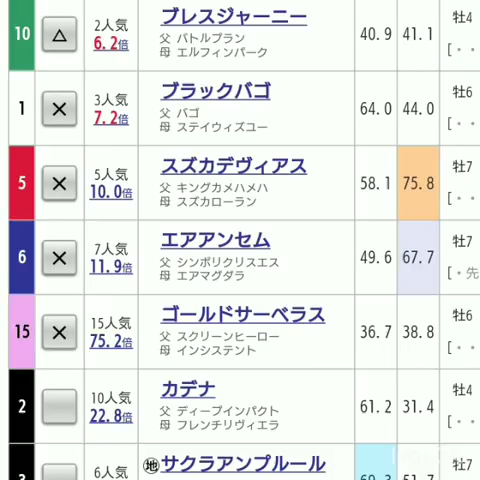 10 △ 2人気 6.2倍 ブレスジャーニー 父 バトルプラン 母 エルフィンパーク 40.9 41.1 牡4 [・・
1 × 3人気 7.2倍 ブラックバゴ 父 バゴ 母 ステイウィズユー 64.0 44.0 牡6 [・・
5 × 5人気 10.0倍 スズカデヴィアス 父 キングカメハメハ 母 スズカローラン 58.1 75.8 牡7 [・・
6 × 7人気 11.9倍 エアアンセム 父 シンボリクリスエス 母 エアマグダラ 49.6 67.7 牡7 [・先
15 × 15人気 75.2倍 ゴールドサーベラス 父 スクリーンヒーロー 母 インシステント 36.7 38.8 牡6 [・・
2 10人気 22.8倍 カデナ 父 ディープインパクト 母 フレンチリヴィエラ 61.2 31.4 牡4 [・・
3 6人気 地 サクラアンプルール 51.7 牡7